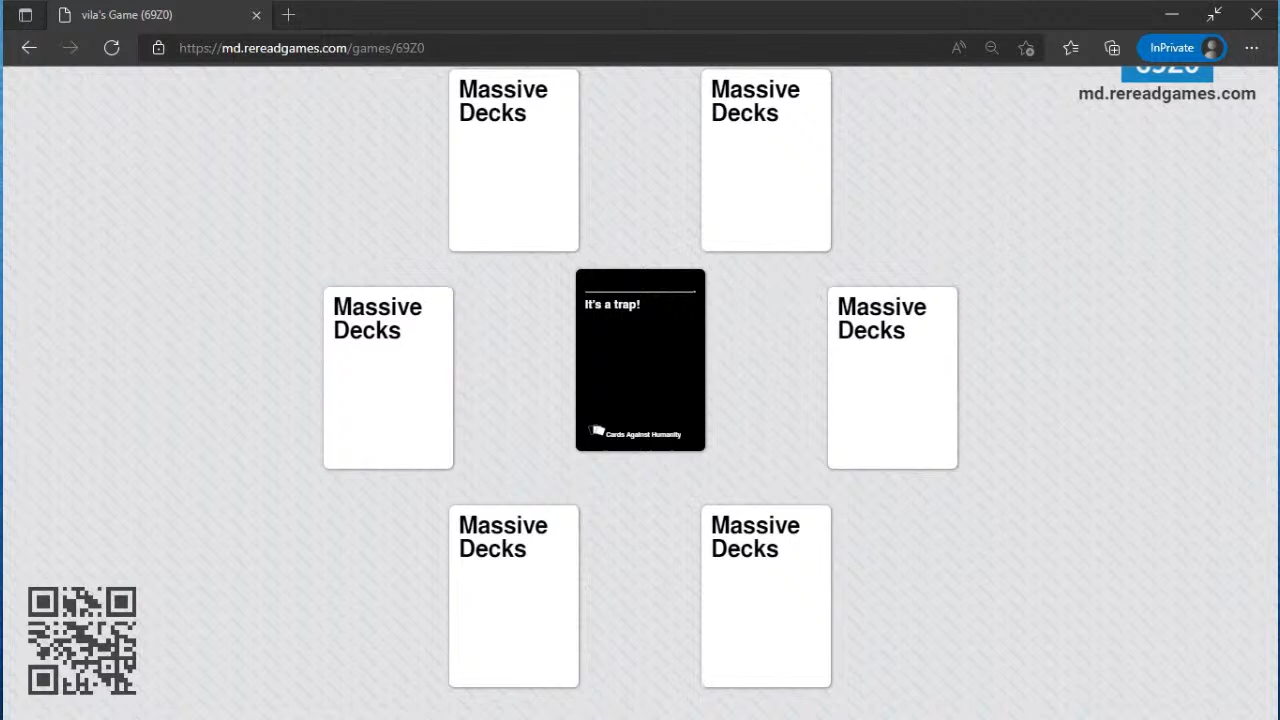 vila's Game (69Z0)
https://md.rereadgames.com/games/69Z0
InPrivate
69Z0
md.rereadgames.com
Massive
Decks
Massive
Decks
Massive
Decks
It's a trap!
Cards Against Humanity
Massive
Decks
Massive
Decks
Massive
Decks